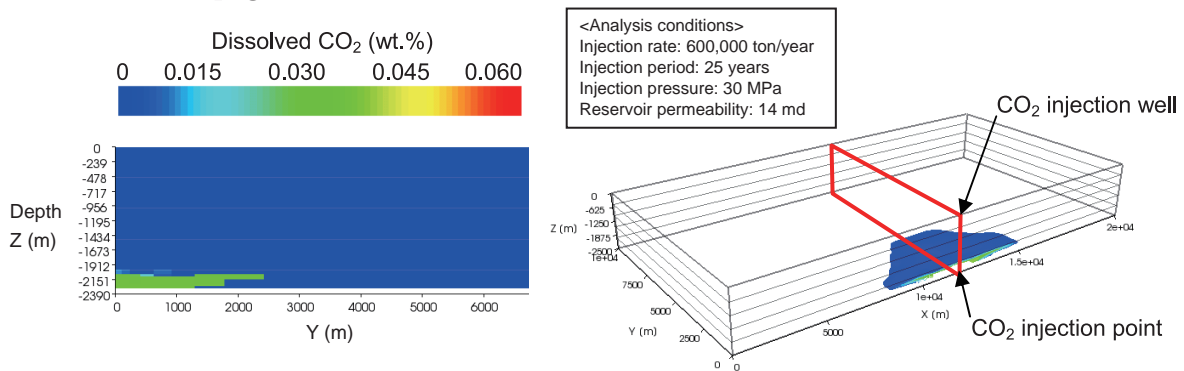 Dissolved CO₂ (wt.%)
0 0.015 0.030 0.045 0.060
0
-239
-478
-717
-956
-1195
-1434
-1673
-1912
-2151
-2390
Depth
Z (m)
0 1000 2000 3000 4000 5000 6000
Y (m)
<Analysis conditions>
Injection rate: 600,000 ton/year
Injection period: 25 years
Injection pressure: 30 MPa
Reservoir permeability: 14 md
CO₂ injection well
0
-625
-1250
-1875
-2500
Z (m)
1e+04
7500
5000
2500
0
Y (m)
0
5000
1e+04
1.5e+04
2e+04
X (m)
CO₂ injection point